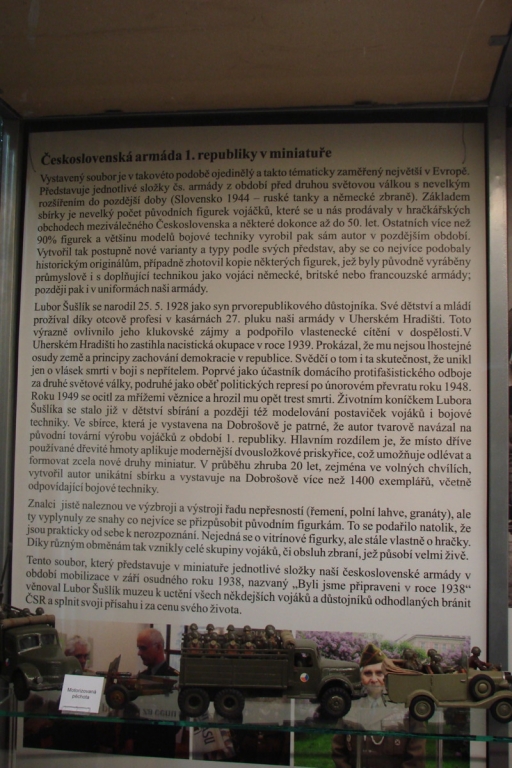 Československá armáda 1. republiky v miniatuře
Vystavený soubor je v takovéto podobě ojedinělý a takto tématicky zaměřený největší v Evropě.
Představuje jednotlivé složky čs. armády z období před druhou světovou válkou s nevelkým
rozšířením do pozdější doby (Slovensko 1944 – ruské tanky a německé zbraně). Základem
sbírky je nevelký počet původních figurek vojáčků, které se u nás prodávaly v hračkářských
obchodech meziválečného Československa a některé dokonce až do 50. let. Ostatních více než
90% figurek a většinu modelů bojové techniky vyrobil pak sám autor v pozdějším období.
Vytvořil tak postupně nové varianty a typy podle svých představ, aby se co nejvíce podobaly
historickým originálům, případně zhotovil kopie některých figurek, jež byly původně vyráběny
průmyslově i s doplňující technikou jako vojáci německé, britské nebo francouzské armády;
později pak i v uniformách naší armády.
Lubor Šušlík se narodil 25. 5. 1928 jako syn prvorepublikového důstojníka. Své dětství a mládí
prožíval díky otcově profesi v kasárnách 27. pluku naší armády v Uherském Hradišti. Toto
výrazně ovlivnilo jeho klukovské zájmy a podpořilo vlastenecké cítění v dospělosti.V
Uherském Hradišti ho zastihla nacistická okupace v roce 1939. Prokázal, že mu nejsou lhostejné
osudy země a principy zachování demokracie v republice. Svědčí o tom i ta skutečnost, že unikl
jen o vlásek smrti v boji s nepřítelem. Poprvé jako účastník domácího protifašistického odboje
za druhé světové války, podruhé jako oběť politických represí po únorovém převratu roku 1948.
Roku 1949 se ocitl za mřížemi věznice a hrozil mu opět trest smrti. Životním koníčkem Lubora
Šušlíka se stalo již v dětství sbírání a později též modelování postaviček vojáků i bojové
techniky. Ve sbírce, která je vystavena na Dobrošově je patrné, že autor tvarově navázal na
původní tovární výrobu vojáčků z období 1. republiky. Hlavním rozdílem je, že místo dříve
používané dřevité hmoty aplikuje modernější dvousložkové pryskyřice, což umožňuje odlévat a
formovat zcela nové druhy miniatur. V průběhu zhruba 20 let, zejména ve volných chvílích,
vytvořil autor unikátní sbírku a vystavuje na Dobrošově více než 1400 exemplářů, včetně
odpovídající bojové techniky.
Znalci jistě naleznou ve výzbroji a výstroji řadu nepřesností (řemení, polní lahve, granáty), ale
ty vyplynuly ze snahy co nejvíce se přizpůsobit původním figurkám. To se podařilo natolik, že
jsou prakticky od sebe k nerozpoznání. Nejedná se o vitrínové figurky, ale stále vlastně o hračky.
Díky různým obměnám tak vznikly celé skupiny vojáků, či obsluh zbraní, jež působí velmi živě.
Tento soubor, který představuje v miniatuře jednotlivé složky naší československé armády v
období mobilizace v září osudného roku 1938, nazvaný „Byli jsme připraveni v roce 1938“
věnoval Lubor Šušlík muzeu k uctění všech někdejších vojáků a důstojníků odhodlaných bránit
ČSR a splnit svoji přísahu i za cenu svého života.
Motorizovaná
pěchota